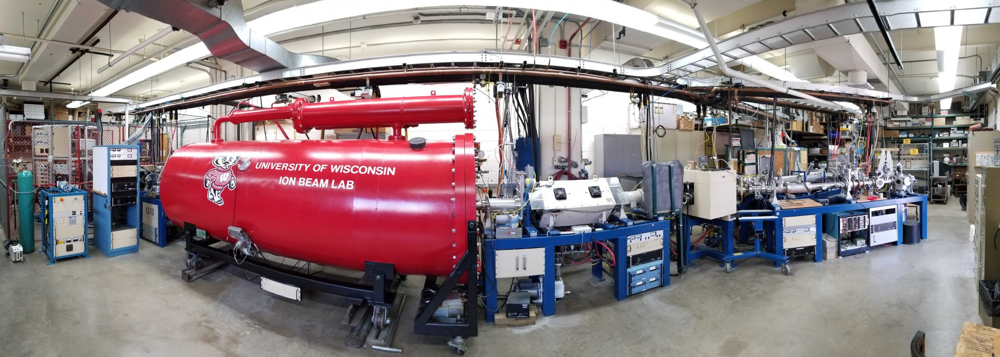 UNIVERSITY OF WISCONSIN
ION BEAM LAB
W